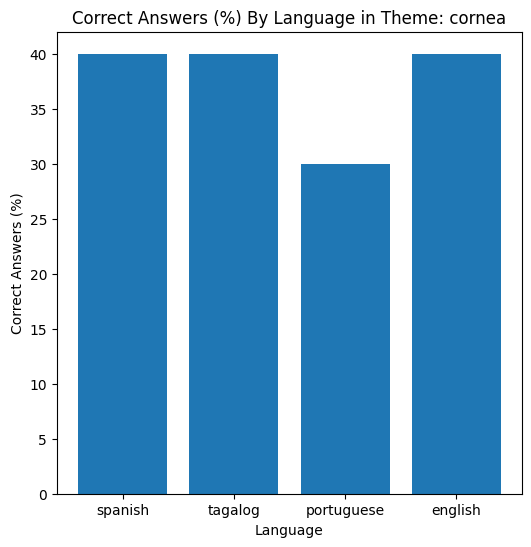 Correct Answers (%) By Language in Theme: cornea
40
35
30
25
20
15
10
5
0
Correct Answers (%)
spanish tagalog portuguese english
Language